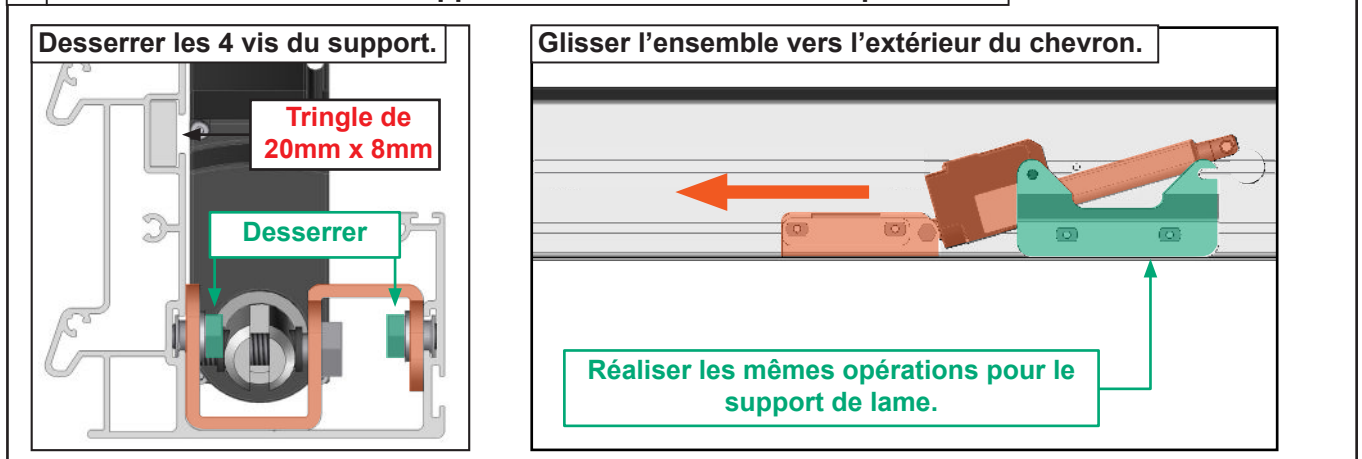 Desserrer les 4 vis du support.
Glisser l’ensemble vers l’extérieur du chevron.
Tringle de
20mm x 8mm
Desserrer
Réaliser les mêmes opérations pour le
support de lame.